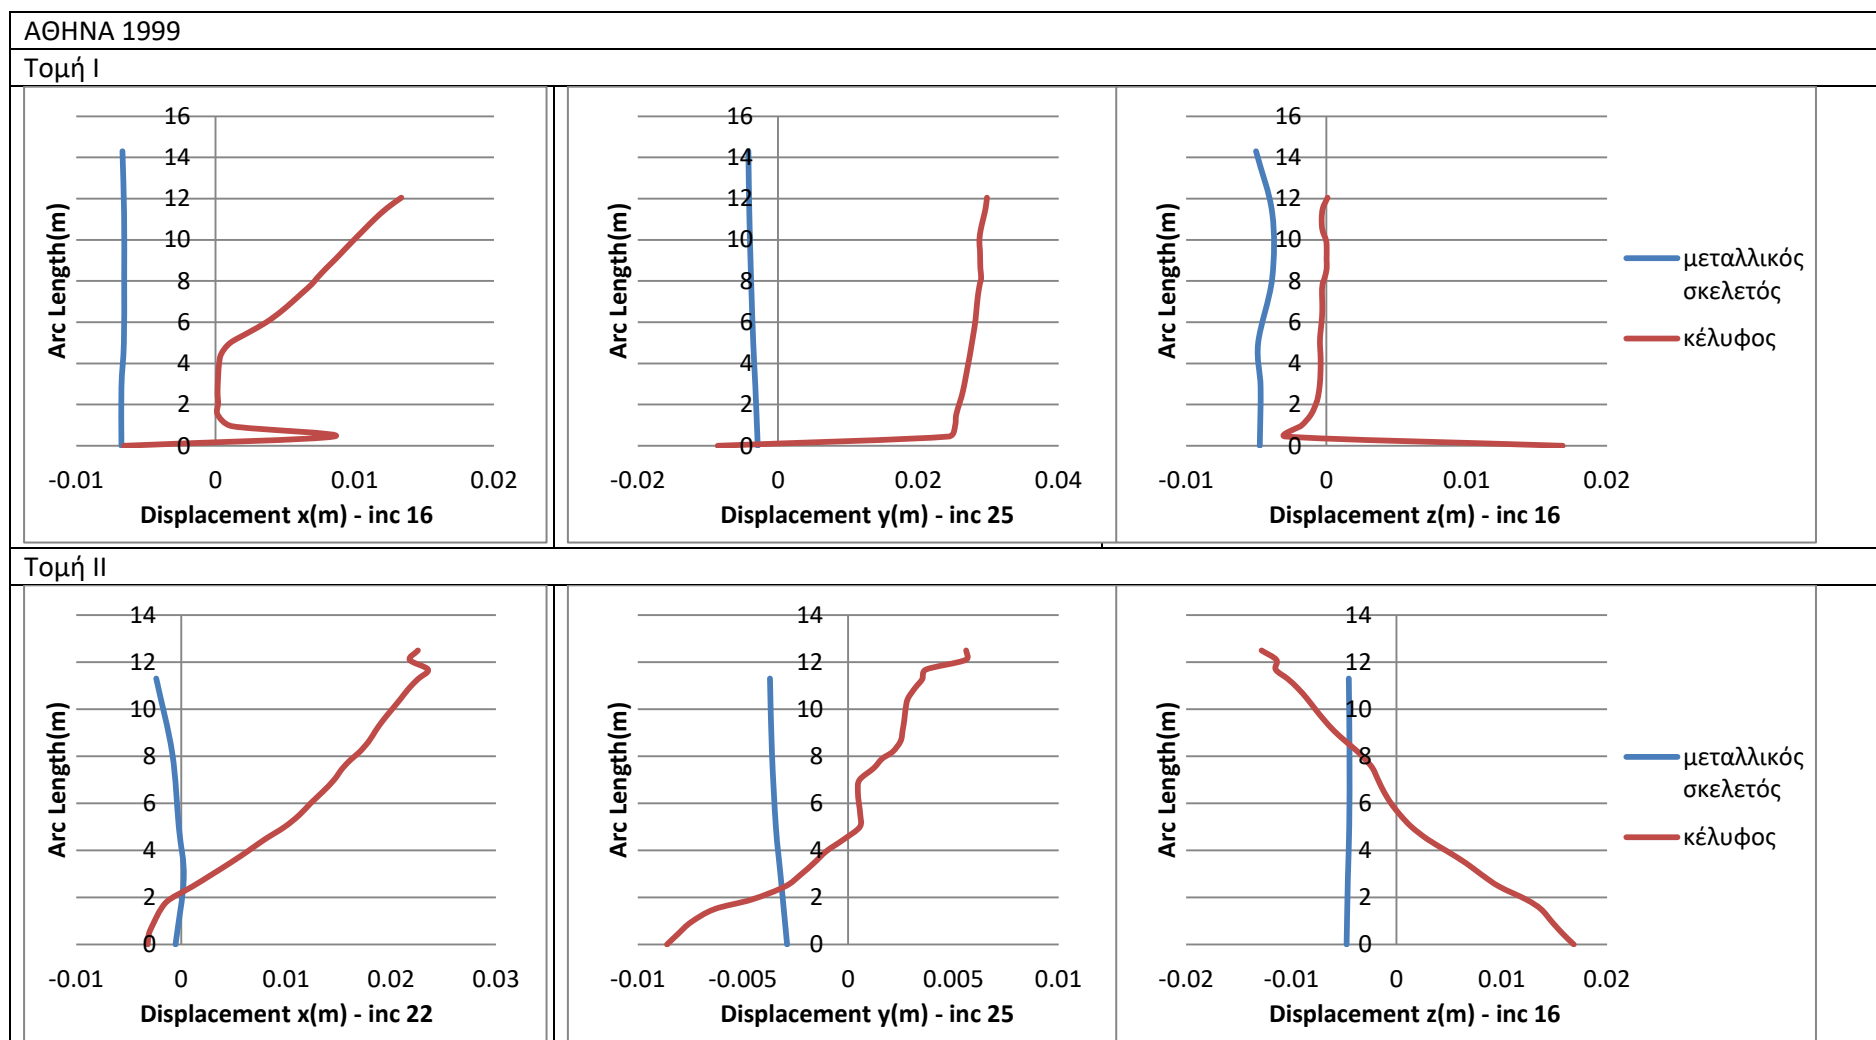 ΑΘΗΝΑ 1999
Τομή Ι
16
14
12
10
8
6
4
2
0
-0.01 0 0.01 0.02
Arc Length(m)
Displacement x(m) - inc 16
16
14
12
10
8
6
4
2
0
-0.02 0 0.02 0.04
Arc Length(m)
Displacement y(m) - inc 25
16
14
12
10
8
6
4
2
0
-0.01 0 0.01 0.02
Arc Length(m)
Displacement z(m) - inc 16
μεταλλικός
σκελετός
κέλυφος
Τομή ΙΙ
14
12
10
8
6
4
2
0
-0.01 0 0.01 0.02 0.03
Arc Length(m)
Displacement x(m) - inc 22
14
12
10
8
6
4
2
0
-0.01 -0.005 0 0.005 0.01
Arc Length(m)
Displacement y(m) - inc 25
14
12
10
8
6
4
2
0
-0.02 -0.01 0 0.01 0.02
Arc Length(m)
Displacement z(m) - inc 16
μεταλλικός
σκελετός
κέλυφος